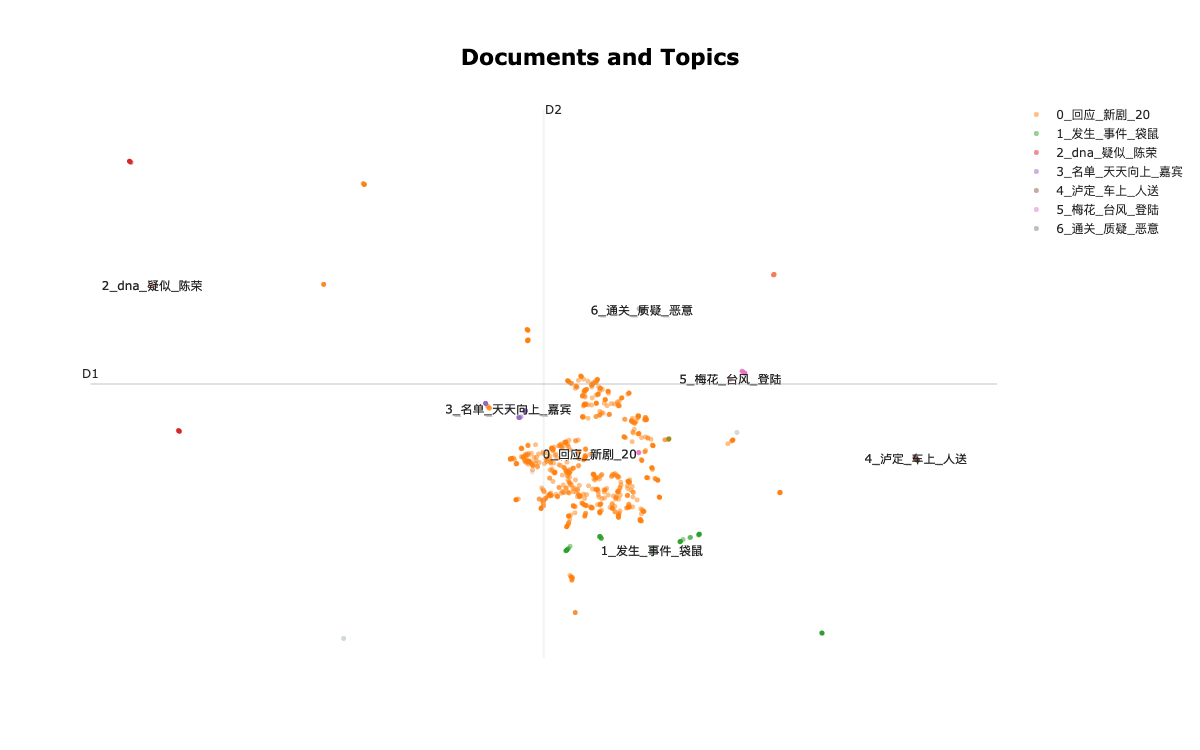 Documents and Topics
D2
0_回应_新剧_20
1_发生_事件_袋鼠
2_dna_疑似_陈荣
3_名单_天天向上_嘉宾
4_泸定_车上_人送
5_梅花_台风_登陆
6_通关_质疑_恶意
2_dna_疑似_陈荣
6_通关_质疑_恶意
D1
5_梅花_台风_登陆
3_名单_天天向上_嘉宾
0_回应_新剧_20
4_泸定_车上_人送
1_发生_事件_袋鼠